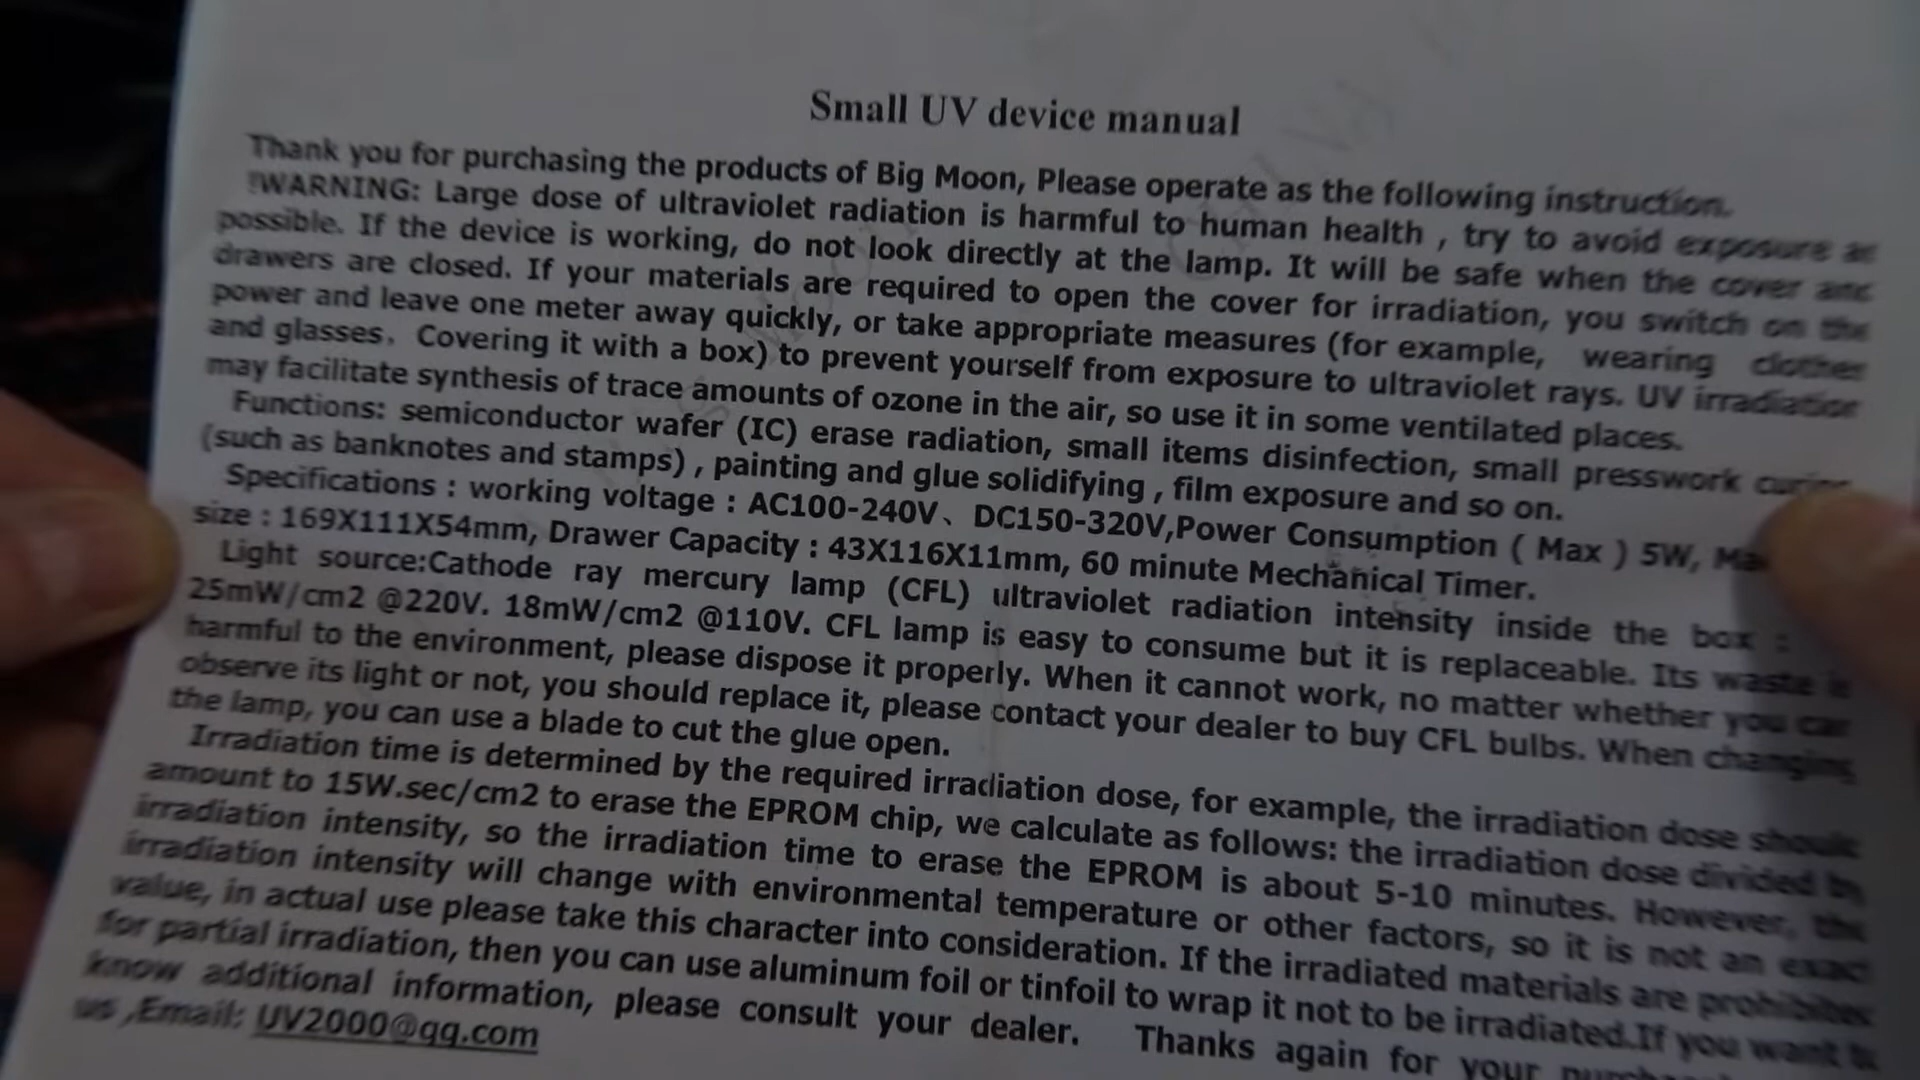 Small UV device manual
Thank you for purchasing the products of Big Moon, Please operate as the following instruction.
!WARNING: Large dose of ultraviolet radiation is harmful to human health , try to avoid exposure as
possible. If the device is working, do not look directly at the lamp. It will be safe when the cover and
drawers are closed. If your materials are required to open the cover for irradiation, you switch on the
power and leave one meter away quickly, or take appropriate measures (for example, wearing clothes
and glasses. Covering it with a box) to prevent yourself from exposure to ultraviolet rays. UV irradiation
may facilitate synthesis of trace amounts of ozone in the air, so use it in some ventilated places.
Functions: semiconductor wafer (IC) erase radiation, small items disinfection, small presswork curing
(such as banknotes and stamps) , painting and glue solidifying , film exposure and so on.
Specifications : working voltage : AC100-240V、DC150-320V,Power Consumption ( Max ) 5W,
size : 169X111X54mm, Drawer Capacity : 43X116X11mm, 60 minute Mechanical Timer.
Light source:Cathode ray mercury lamp (CFL) ultraviolet radiation intensity inside the box :
25mW/cm2 @220V. 18mW/cm2 @110V. CFL lamp is easy to consume but it is replaceable. Its waste is
harmful to the environment, please dispose it properly. When it cannot work, no matter whether you can
observe its light or not, you should replace it, please contact your dealer to buy CFL bulbs. When changing
the lamp, you can use a blade to cut the glue open.
Irradiation time is determined by the required irradiation dose, for example, the irradiation dose should
amount to 15W.sec/cm2 to erase the EPROM chip, we calculate as follows: the irradiation dose divided by
irradiation intensity, so the irradiation time to erase the EPROM is about 5-10 minutes. However, the
irradiation intensity will change with environmental temperature or other factors, so it is not an exact
value, in actual use please take this character into consideration. If the irradiated materials are prohibited
for partial irradiation, then you can use aluminum foil or tinfoil to wrap it not to be irradiated.If you want to
know additional information, please consult your dealer. Thanks again for your
us ,Email: UV2000@qq.com